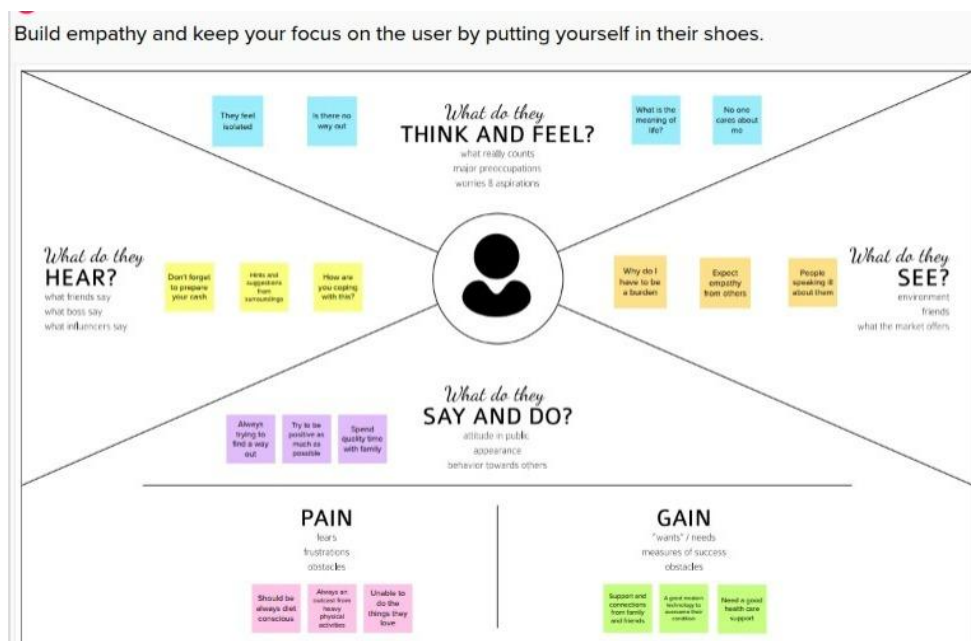 Build empathy and keep your focus on the user by putting yourself in their shoes.
They feel
isolated
Is there no
way out
What do they
THINK AND FEEL?
what really counts
major preoccupations
worries & aspirations
What is the
meaning of
life?
No one
cares about
me
What do they
HEAR?
what friends say
what boss say
what influencers say
Don't forget
to prepare
your cash
Hints and
suggestions
from
surroundings
How are
you coping
with this?
Why do I
have to be
a burden
Expect
empathy
from others
People
speaking ill
about them
What do they
SEE?
environment
friends
what the market offers
What do they
SAY AND DO?
attitude in public
appearance
behavior towards others
Always
trying to
find a way
out
Try to be
positive as
much as
possible
Spend
quality time
with family
PAIN
fears
frustrations
obstacles
Should be
always diet
conscious
Always an
outcast from
heavy
physical
activities
Unable to
do the
things they
love
GAIN
"wants" / needs
measures of success
obstacles
Support and
connections
from family
and friends
A good modern
technology to
overcome their
condition
Need a good
health care
support